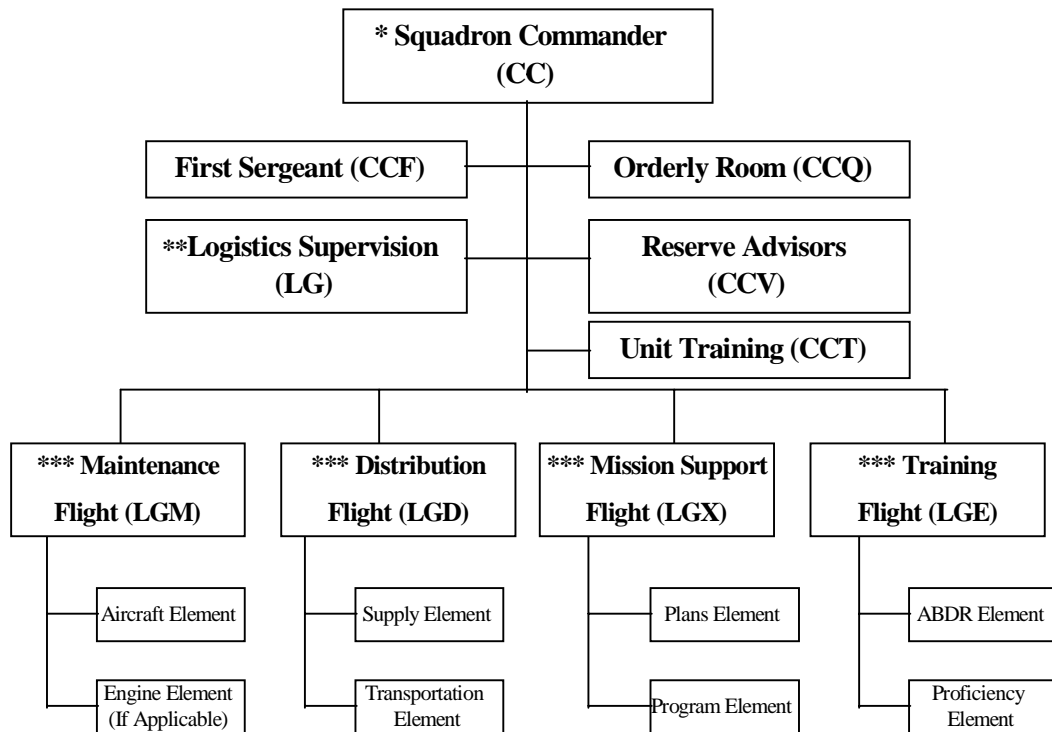 * Squadron Commander
(CC)
First Sergeant (CCF)
Orderly Room (CCQ)
**Logistics Supervision
(LG)
Reserve Advisors
(CCV)
Unit Training (CCT)
*** Maintenance
Flight (LGM)
*** Distribution
Flight (LGD)
*** Mission Support
Flight (LGX)
*** Training
Flight (LGE)
Aircraft Element
Supply Element
Plans Element
ABDR Element
Engine Element
(If Applicable)
Transportation
Element
Program Element
Proficiency
Element